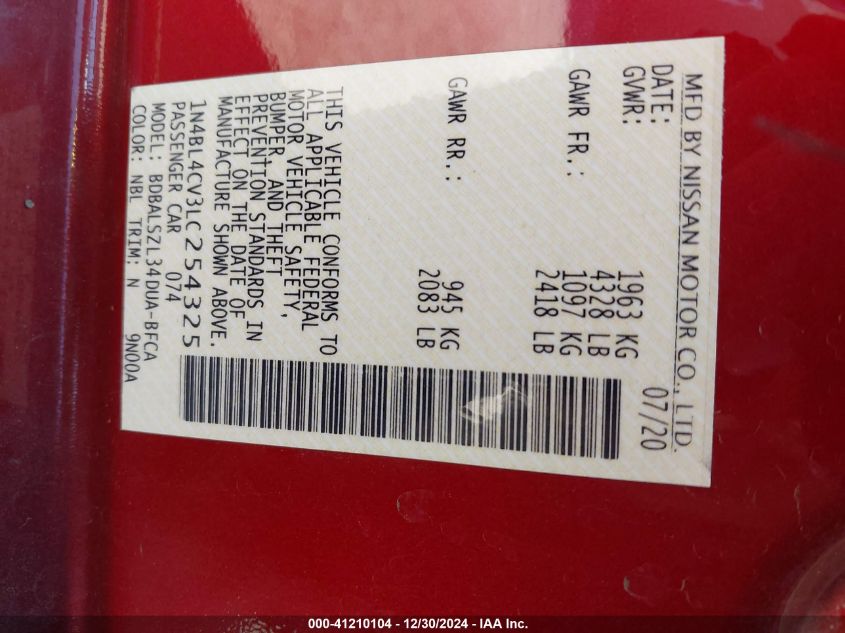 MFD BY NISSAN MOTOR CO., LTD.
DATE: 07/20
GVWR: 1963 KG
4328 LB
GAWR FR.: 1097 KG
2418 LB
GAWR RR.: 945 KG
2083 LB
THIS VEHICLE CONFORMS TO
ALL APPLICABLE FEDERAL
MOTOR VEHICLE SAFETY,
BUMPER, AND THEFT
PREVENTION STANDARDS IN
EFFECT ON THE DATE OF
MANUFACTURE SHOWN ABOVE.
1N4BL4CV3LC254325
PASSENGER CAR 074
MODEL: BDBALSZL34DUA-BFCA
COLOR: NBL TRIM: N 9N00A
000-41210104 - 12/30/2024 - IAA Inc.